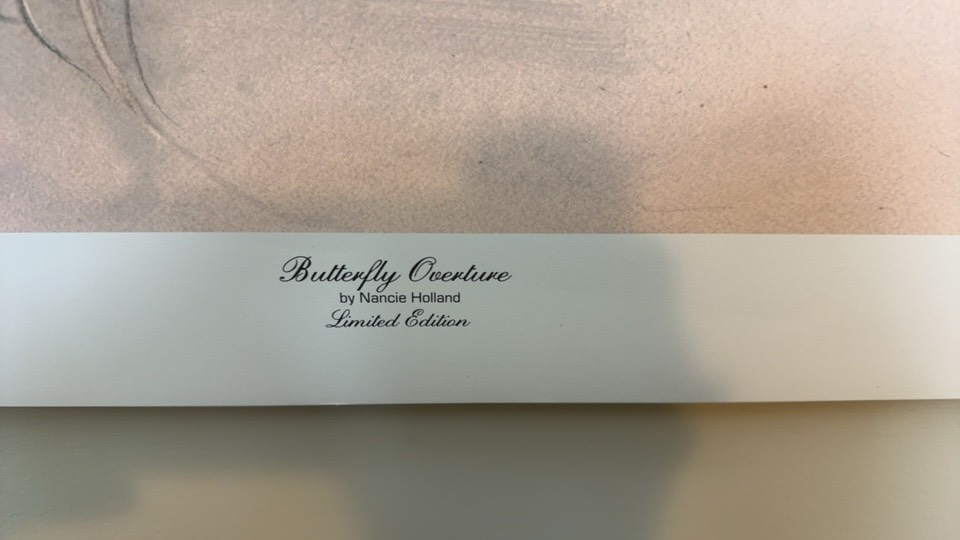 Butterfly Overture
by Nancie Holland
Limited Edition